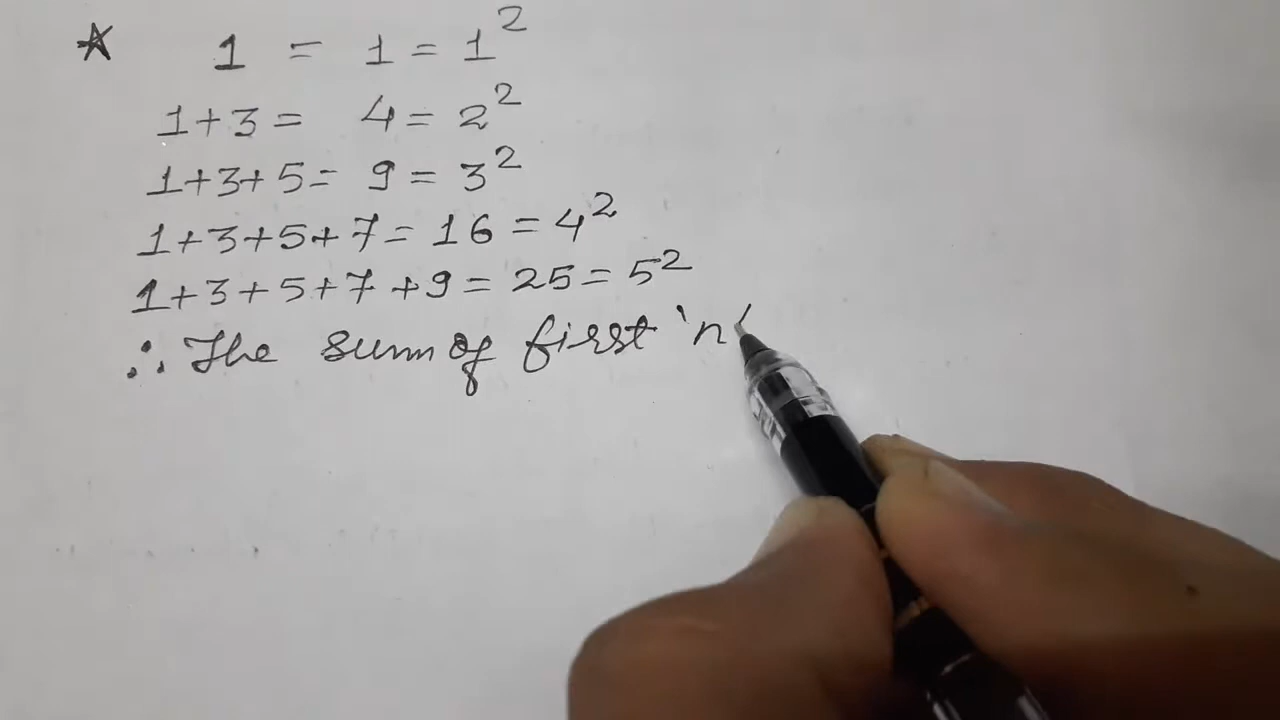 ☆ 1 = 1 = 1²
1+3 = 4 = 2²
1+3+5 = 9 = 3²
1+3+5+7 = 16 = 4²
1+3+5+7+9 = 25 = 5²
∴ The sum of first 'n'